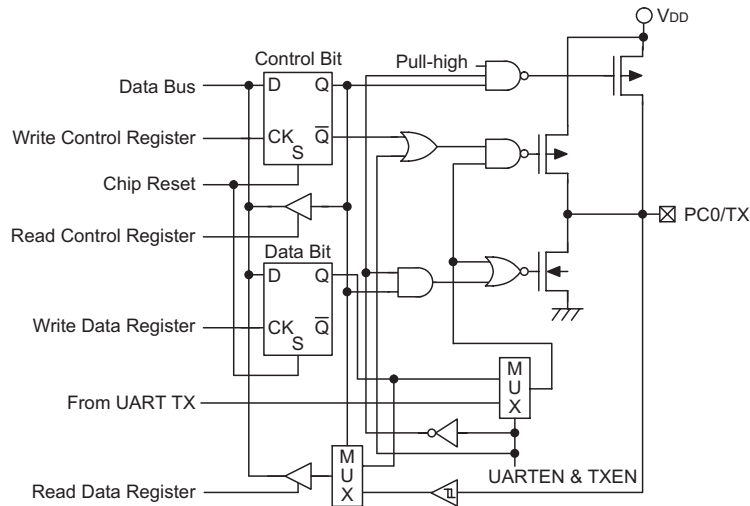 VDD
Control Bit
Pull-high
Data Bus
D
Q
Write Control Register
CK
Q
S
Chip Reset
PC0/TX
Read Control Register
Data Bit
D
Q
Write Data Register
CK
Q
S
M
U
X
From UART TX
M
U
X
UARTEN & TXEN
Read Data Register